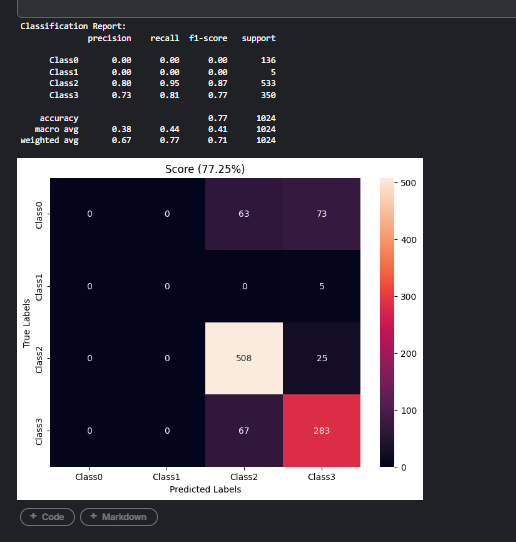 Classification Report:
precision recall f1-score support
Class0 0.00 0.00 0.00 136
Class1 0.00 0.00 0.00 5
Class2 0.80 0.95 0.87 533
Class3 0.73 0.81 0.77 350
accuracy 0.77 1024
macro avg 0.38 0.44 0.41 1024
weighted avg 0.67 0.77 0.71 1024
Score (77.25%)
True Labels
Class0 0 0 63 73
Class1 0 0 0 5
Class2 0 0 508 25
Class3 0 0 67 283
Class0 Class1 Class2 Class3
Predicted Labels
500
400
300
200
100
0
+ Code + Markdown